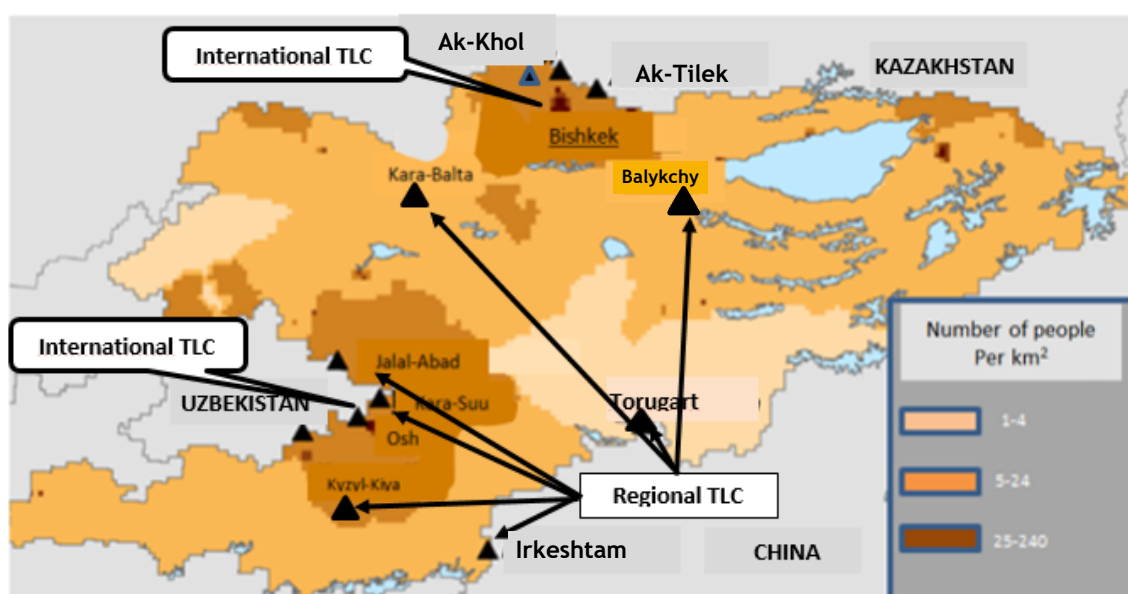 Ak-Khol
International TLC
Ak-Tilek
KAZAKHSTAN
Bishkek
Kara-Balta
Balykchy
International TLC
Jalal-Abad
UZBEKISTAN
Kara-Suu
Torugart
Osh
Kyzyl-Kiya
Regional TLC
Irkeshtam
CHINA
Number of people
Per km²
1-4
5-24
25-240